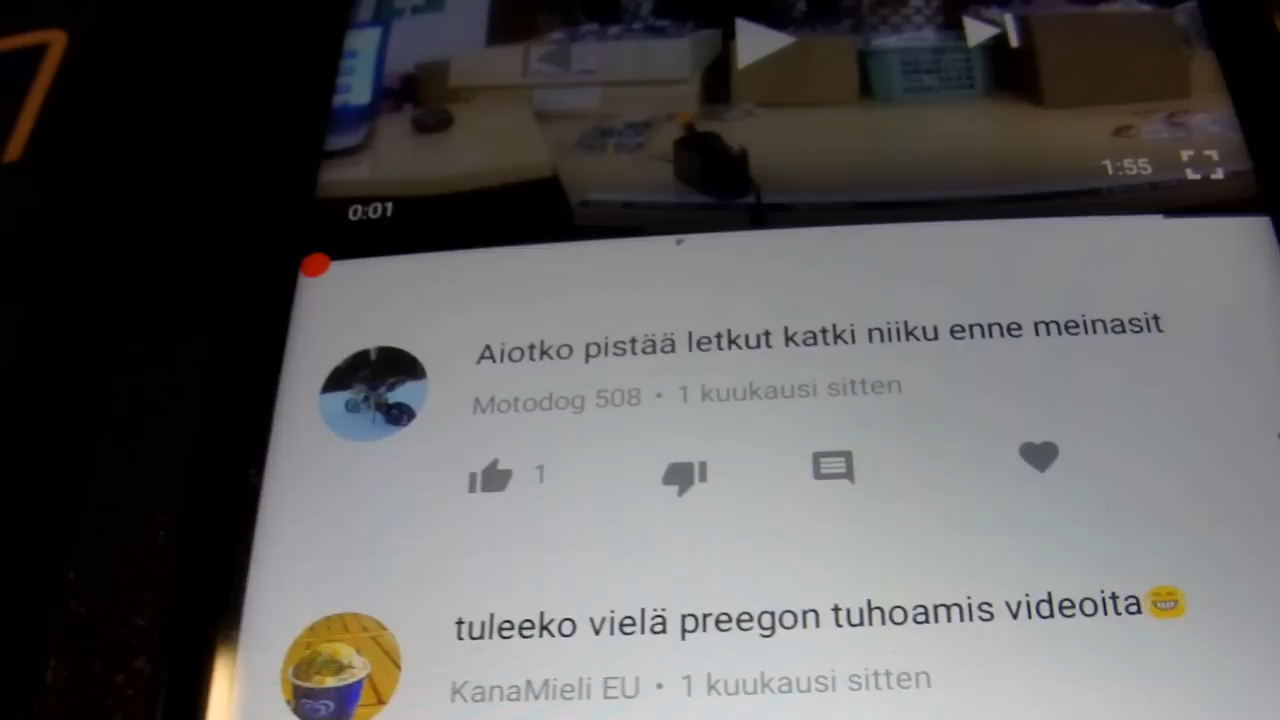 7
1:55
0:01
Aiotko pistää letkut katki niiku enne meinasit
Motodog 508 • 1 kuukausi sitten
1
tuleeko vielä preegon tuhoamis videoita😁
KanaMieli EU • 1 kuukausi sitten